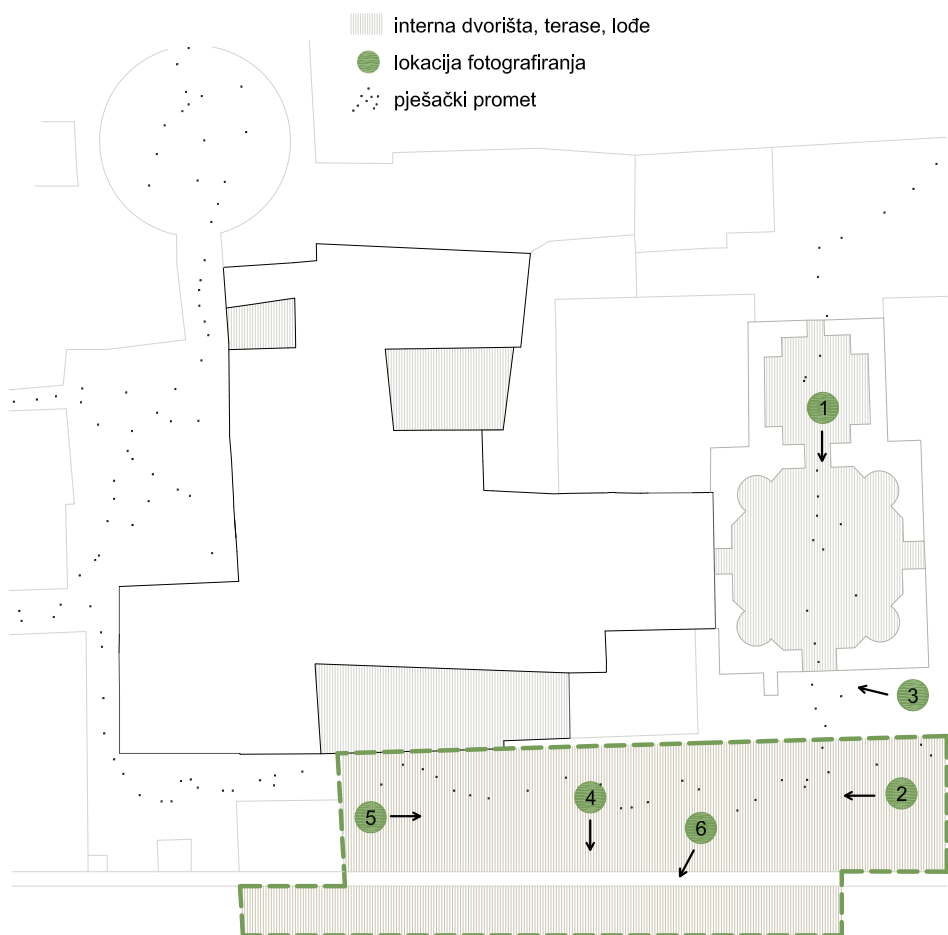 interna dvorišta, terase, lođe
lokacija fotografiranja
pješački promet
1
3
2
4
5
6